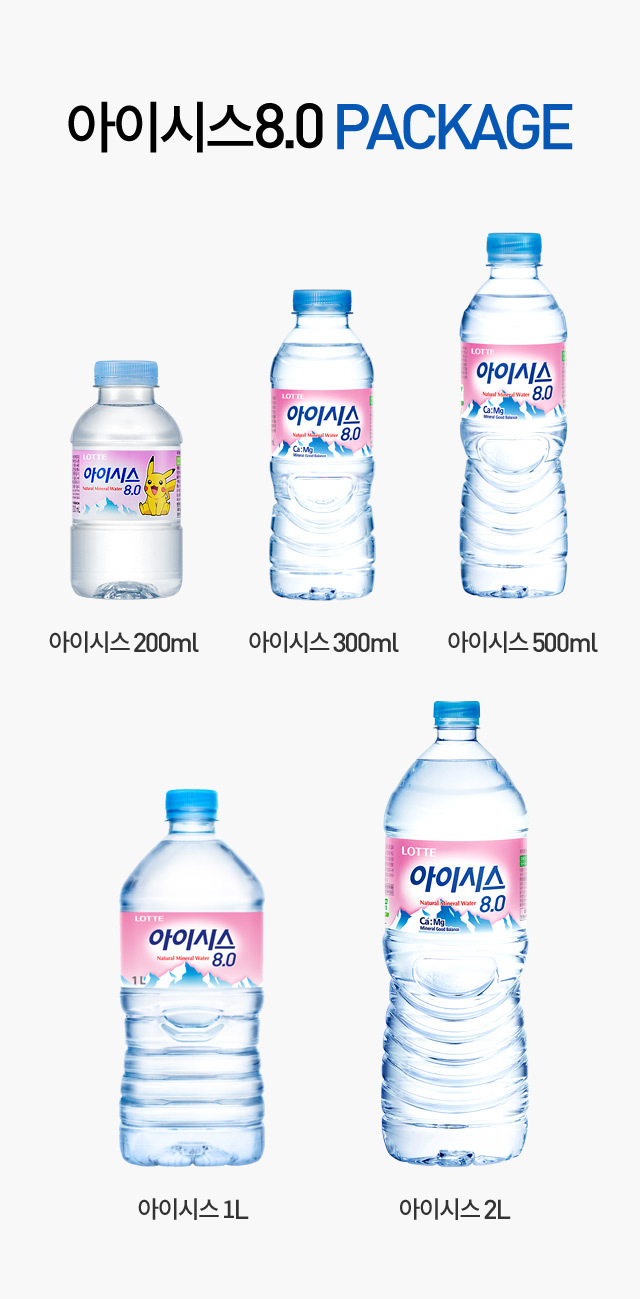 아이시스8.0 PACKAGE
LOTTE
아이시스
Natural Mineral Water
8.0
LOTTE
아이시스
Natural Mineral Water
8.0
Ca:Mg
Mineral Good Balance
LOTTE
아이시스
Natural Mineral Water
8.0
Ca:Mg
Mineral Good Balance
아이시스 200ml
아이시스 300ml
아이시스 500ml
LOTTE
아이시스
Natural Mineral Water
8.0
1L
LOTTE
아이시스
Natural Mineral Water
8.0
Ca:Mg
Mineral Good Balance
아이시스 1L
아이시스 2L